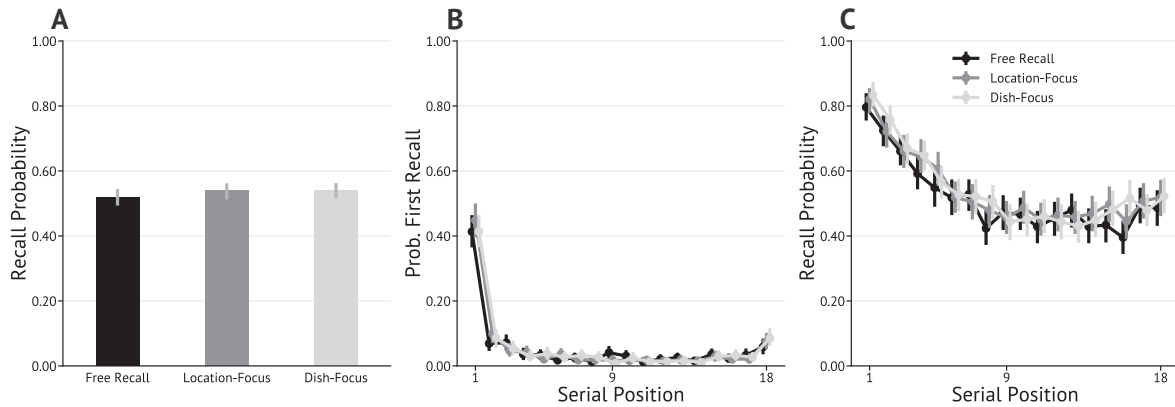 A
1.00
0.80
0.60
0.40
0.20
0.00
Recall Probability
Free Recall
Location-Focus
Dish-Focus
B
1.00
0.80
0.60
0.40
0.20
0.00
Prob. First Recall
1
9
18
Serial Position
C
1.00
0.80
0.60
0.40
0.20
0.00
Recall Probability
Free Recall
Location-Focus
Dish-Focus
1
9
18
Serial Position